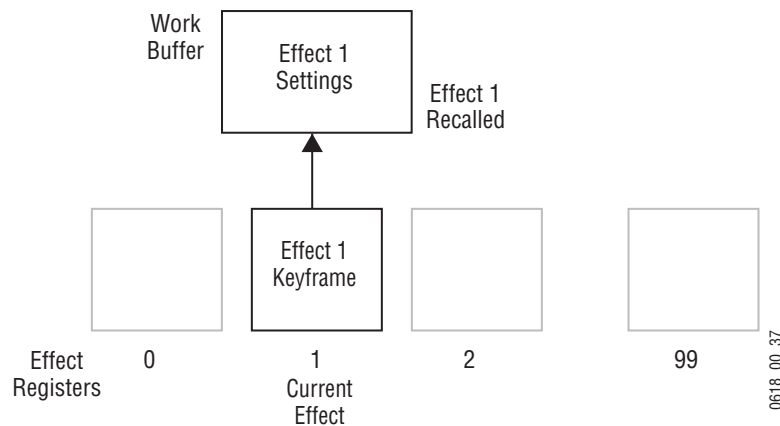 Work
Buffer
Effect 1
Settings
Effect 1
Recalled
Effect 1
Keyframe
Effect
Registers
0
1
2
99
Current
Effect
0618_00_37